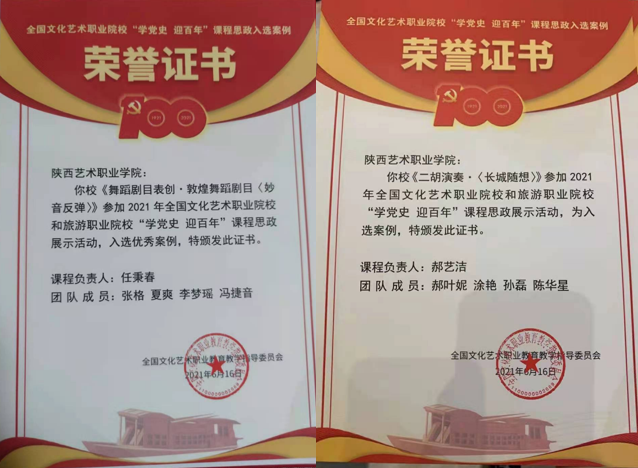 全国文化艺术职业院校“学党史 迎百年”课程思政入选案例
荣誉证书
100
1921
2021
陕西艺术职业学院：
你校《舞蹈剧目表创·敦煌舞蹈剧目〈妙
音反弹〉》参加 2021 年全国文化艺术职业院校
和旅游职业院校“学党史 迎百年”课程思政
展示活动，入选优秀案例，特颁发此证书。
课程负责人：任秉春
团 队 成 员：张格 夏爽 李梦瑶 冯捷音
全国文化艺术职业教育教学指导委员会
2021年6月16日
全国文化艺术职业院校“学党史 迎百年”课程思政入选案例
荣誉证书
100
1921
2021
陕西艺术职业学院：
你校《二胡演奏·〈长城随想〉》参加 2021
年全国文化艺术职业院校和旅游职业院校
“学党史 迎百年”课程思政展示活动，为入
选案例，特颁发此证书。
课程负责人：郝艺洁
团 队 成 员：郝叶妮 涂艳 孙磊 陈华星
全国文化艺术职业教育教学指导委员会
2021年6月16日